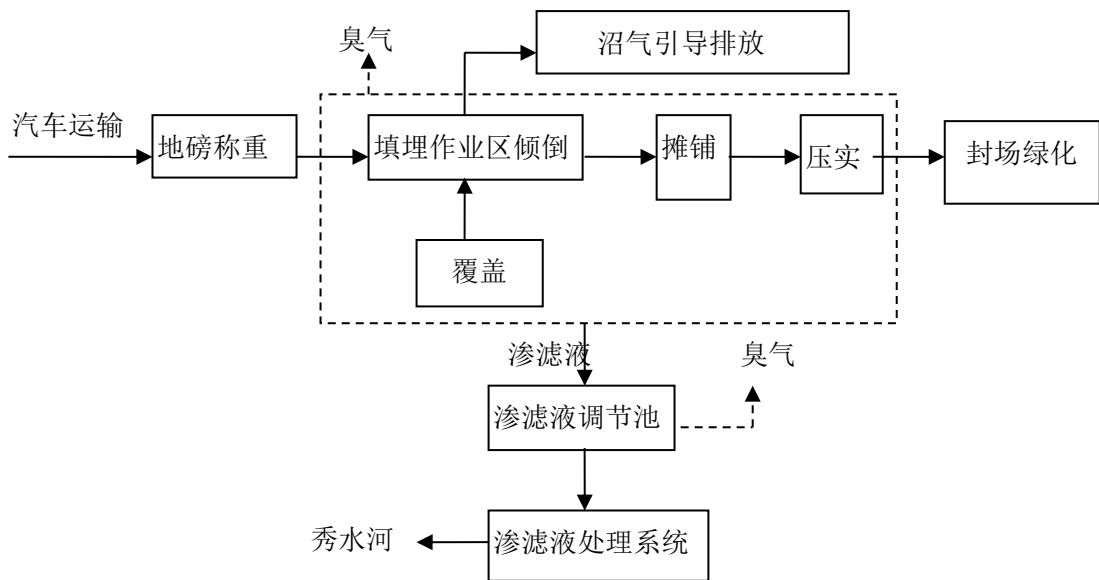 臭气
沼气引导排放
汽车运输
地磅称重
填埋作业区倾倒
摊铺
压实
封场绿化
覆盖
渗滤液
臭气
渗滤液调节池
秀水河
渗滤液处理系统